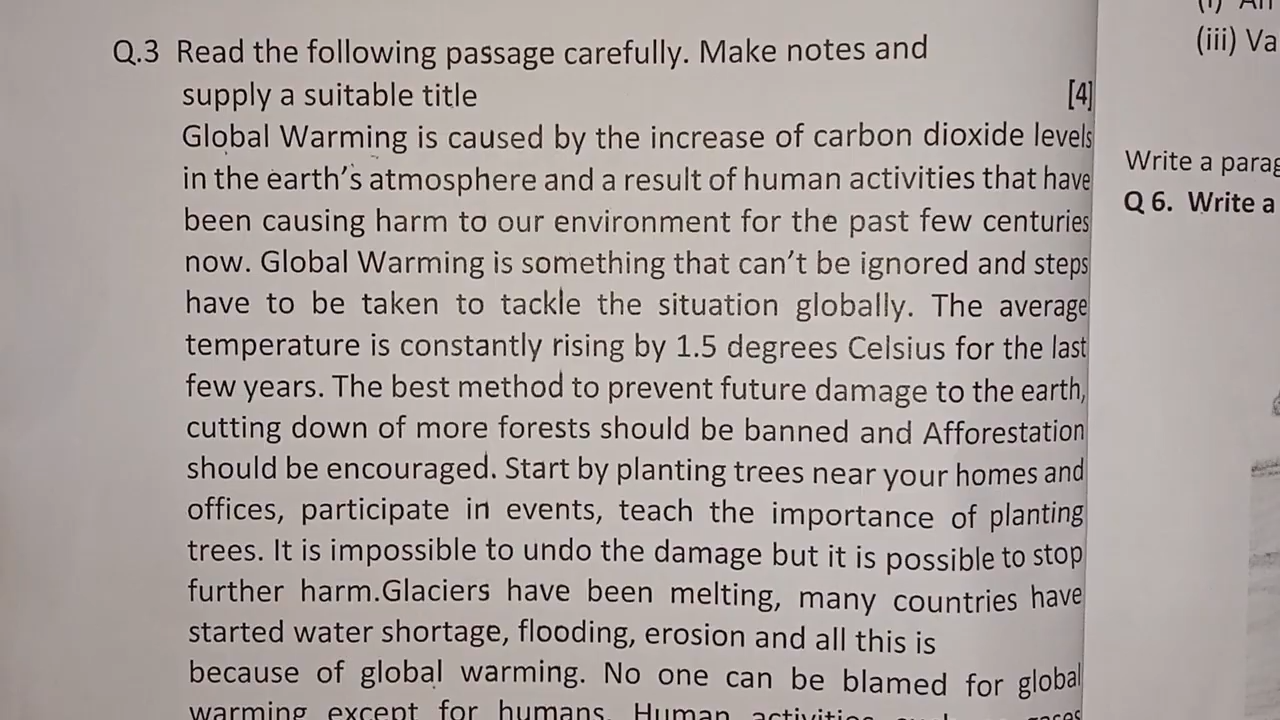 Q.3 Read the following passage carefully. Make notes and
supply a suitable title [4]
Global Warming is caused by the increase of carbon dioxide levels
in the earth's atmosphere and a result of human activities that have
been causing harm to our environment for the past few centuries
now. Global Warming is something that can't be ignored and steps
have to be taken to tackle the situation globally. The average
temperature is constantly rising by 1.5 degrees Celsius for the last
few years. The best method to prevent future damage to the earth,
cutting down of more forests should be banned and Afforestation
should be encouraged. Start by planting trees near your homes and
offices, participate in events, teach the importance of planting
trees. It is impossible to undo the damage but it is possible to stop
further harm.Glaciers have been melting, many countries have
started water shortage, flooding, erosion and all this is
because of global warming. No one can be blamed for global
warming except for humans. Human
(iii) Va
Write a parag
Q 6. Write a